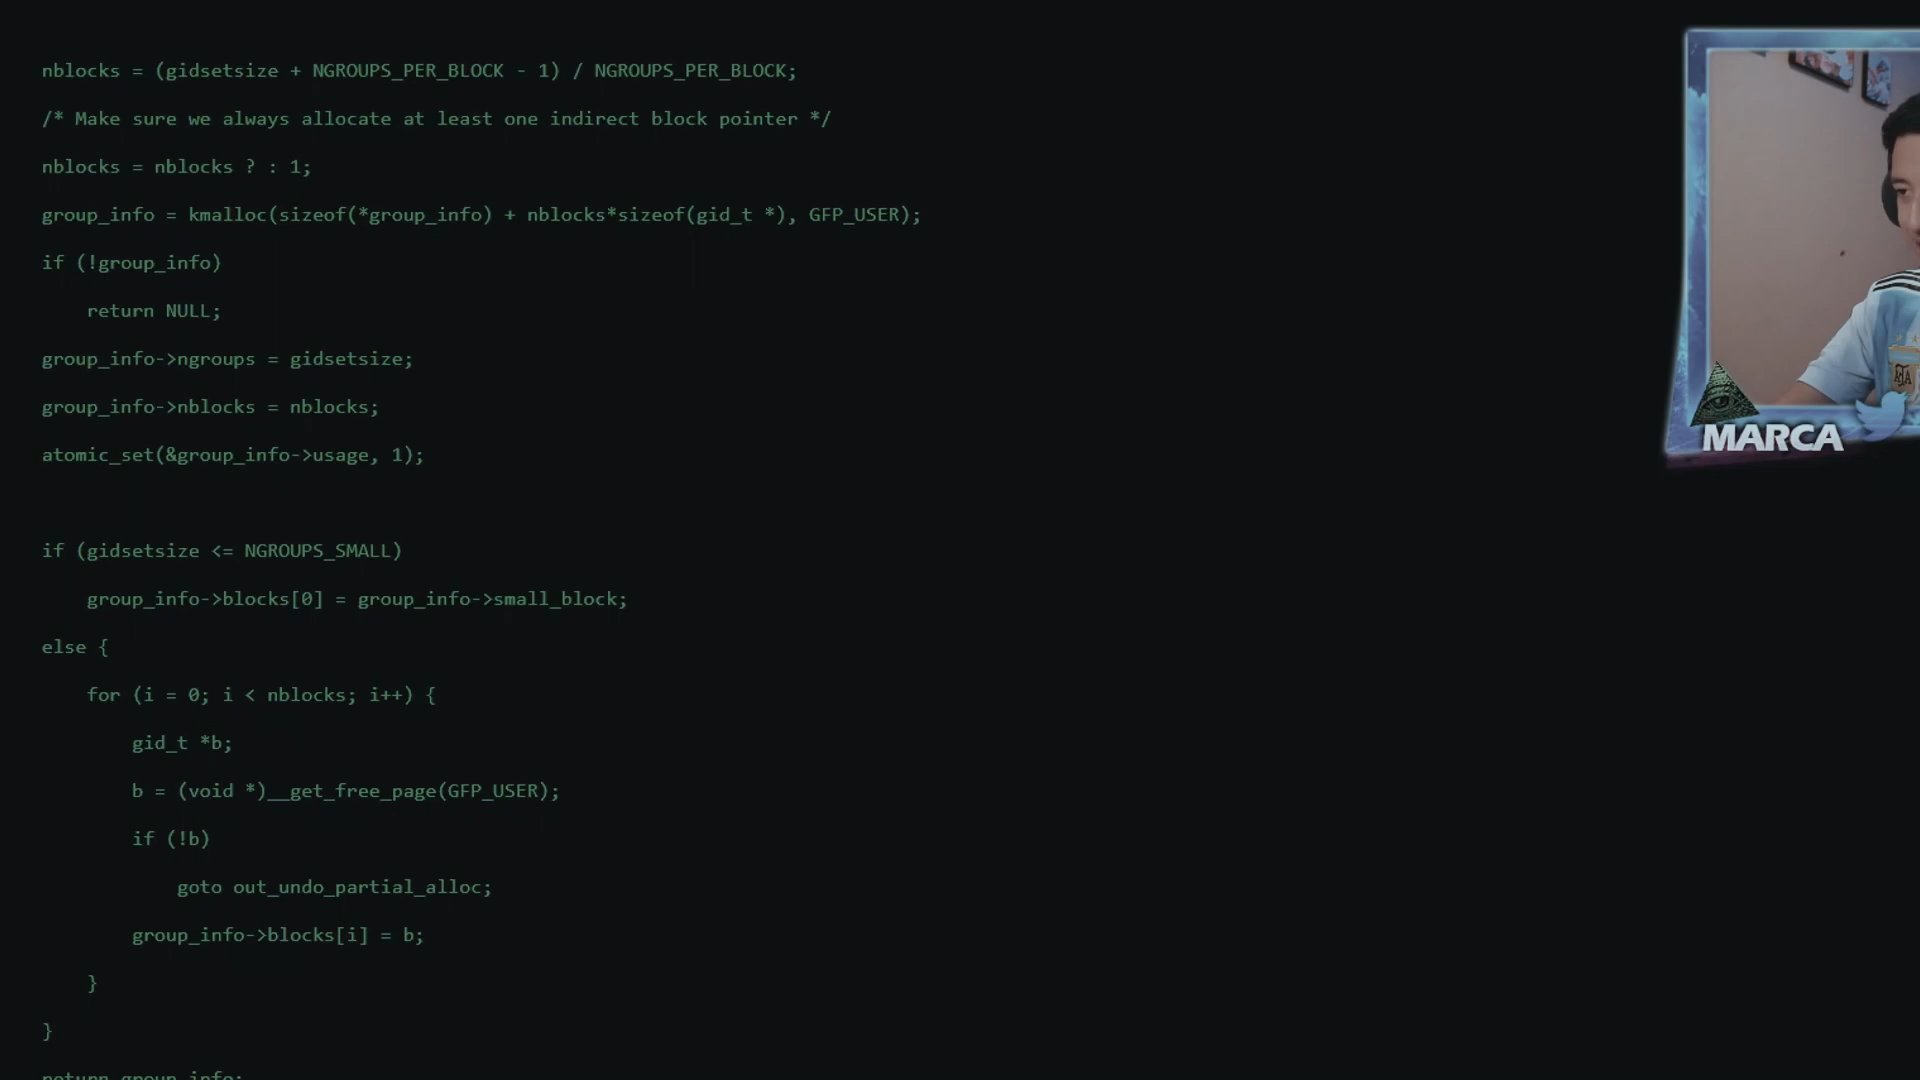 nblocks = (gidsetsize + NGROUPS_PER_BLOCK - 1) / NGROUPS_PER_BLOCK;
/* Make sure we always allocate at least one indirect block pointer */
nblocks = nblocks ? : 1;
group_info = kmalloc(sizeof(*group_info) + nblocks*sizeof(gid_t *), GFP_USER);
if (!group_info)
return NULL;
group_info->ngroups = gidsetsize;
group_info->nblocks = nblocks;
atomic_set(&group_info->usage, 1);
if (gidsetsize <= NGROUPS_SMALL)
group_info->blocks[0] = group_info->small_block;
else {
for (i = 0; i < nblocks; i++) {
gid_t *b;
b = (void *)__get_free_page(GFP_USER);
if (!b)
goto out_undo_partial_alloc;
group_info->blocks[i] = b;
}
}
return group_info;
MARCA
AFA